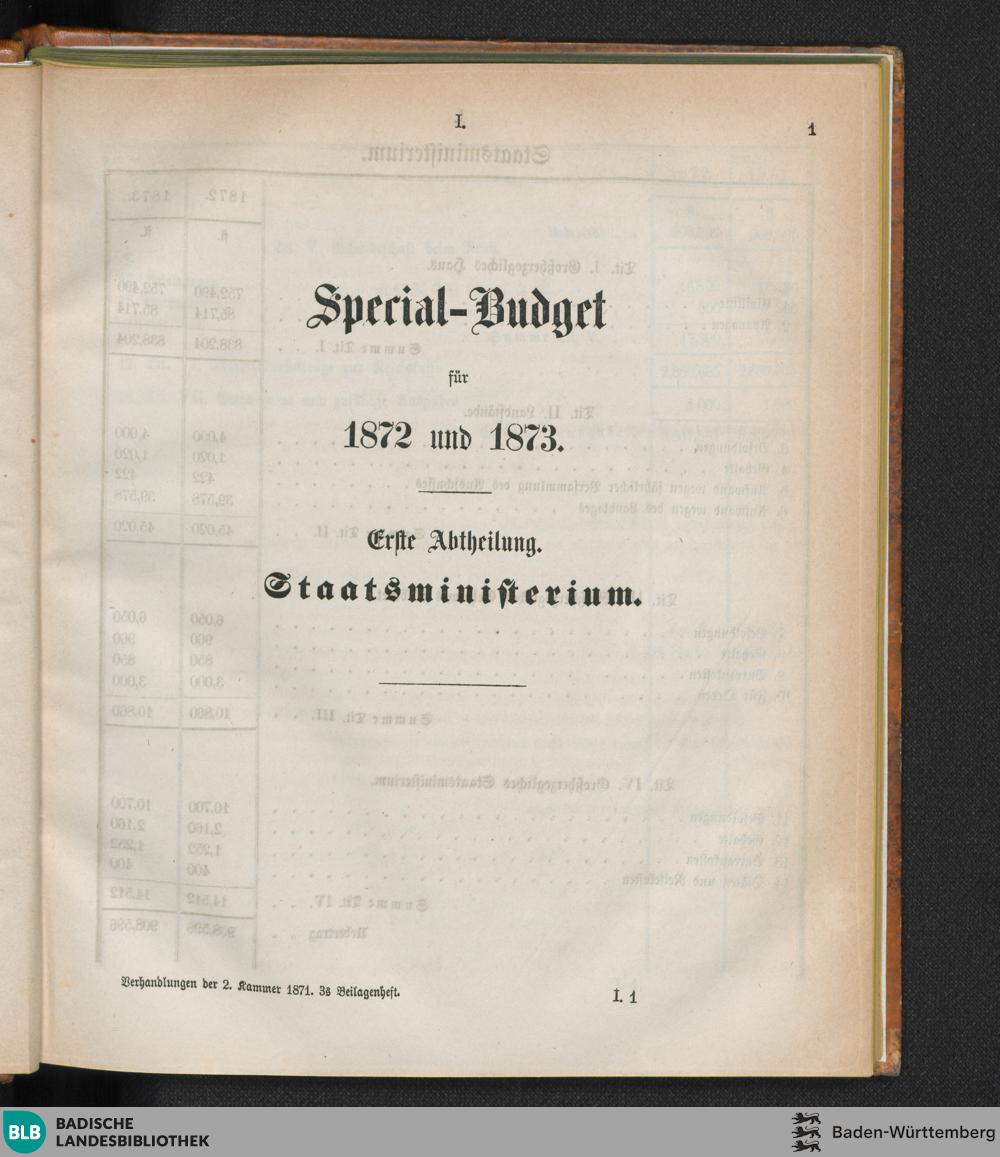 I.
1
Special-Budget
für
1872 und 1873.
Erste Abtheilung.
Staatsministerium.
Verhandlungen der 2. Kammer 1871. 3s Beilagenheft.
I. 1
BLB
BADISCHE
LANDESBIBLIOTHEK
Baden-Württemberg